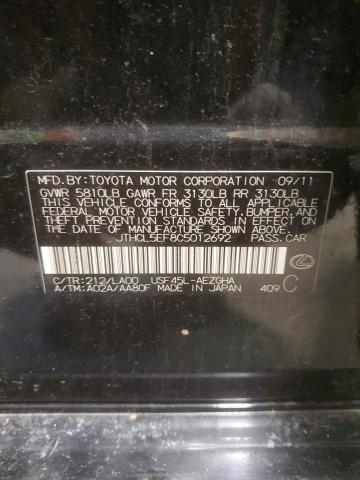 MFD.BY:TOYOTA MOTOR CORPORATION 09/11
GVWR 5810LB GAWR FR 3130LB RR 3130LB
THIS VEHICLE CONFORMS TO ALL APPLICABLE
FEDERAL MOTOR VEHICLE SAFETY,BUMPER,AND
THEFT PREVENTION STANDARDS IN EFFECT ON
THE DATE OF MANUFACTURE SHOWN ABOVE.
JTHCL5EF8C5012692 PASS.CAR
C/TR:212/LA00 USF45L-AEZGHA C
A/TM:A02A/AA80F MADE IN JAPAN 409